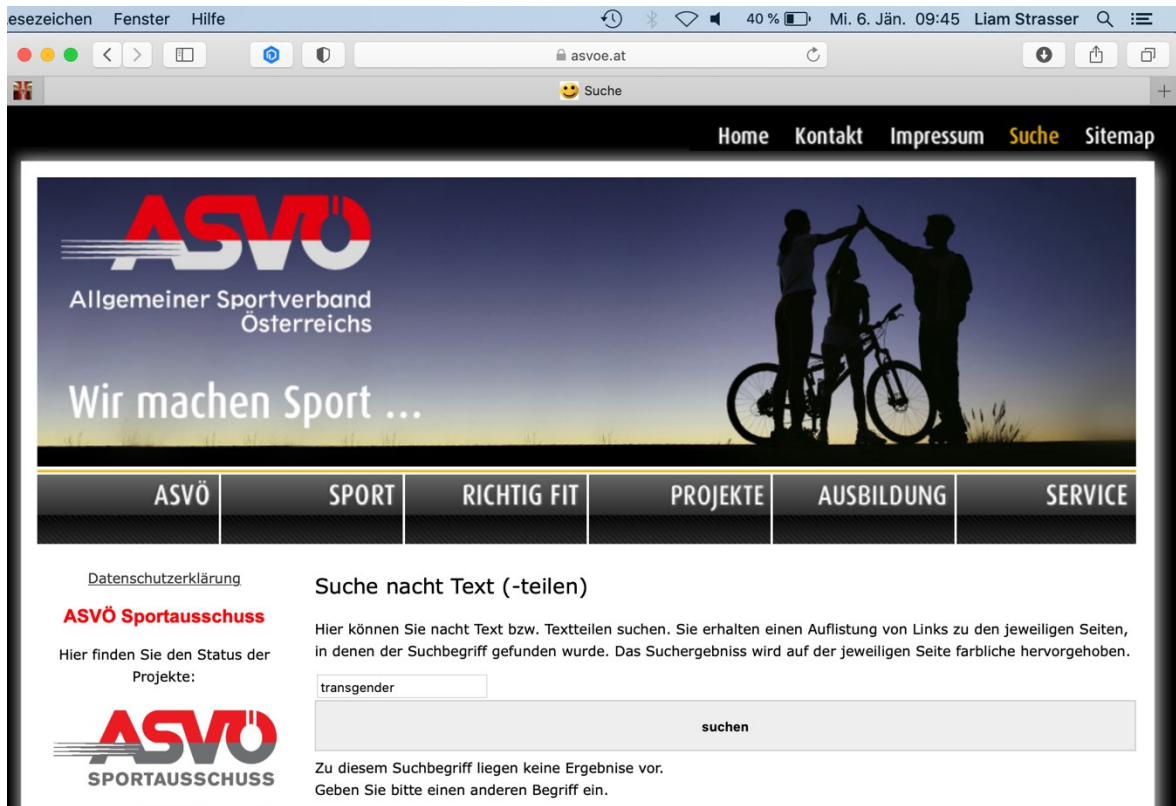 esezeichen Fenster Hilfe 40 % Mi. 6. Jän. 09:45 Liam Strasser
asvoe.at
Suche
Home Kontakt Impressum Suche Sitemap
ASVÖ
Allgemeiner Sportverband
Österreichs
Wir machen Sport ...
ASVÖ SPORT RICHTIG FIT PROJEKTE AUSBILDUNG SERVICE
Datenschutzerklärung
ASVÖ Sportausschuss
Hier finden Sie den Status der
Projekte:
ASVÖ
SPORTAUSSCHUSS
Suche nacht Text (-teilen)
Hier können Sie nacht Text bzw. Textteilen suchen. Sie erhalten einen Auflistung von Links zu den jeweiligen Seiten,
in denen der Suchbegriff gefunden wurde. Das Suchergebniss wird auf der jeweiligen Seite farbliche hervorgehoben.
transgender
suchen
Zu diesem Suchbegriff liegen keine Ergebnise vor.
Geben Sie bitte einen anderen Begriff ein.